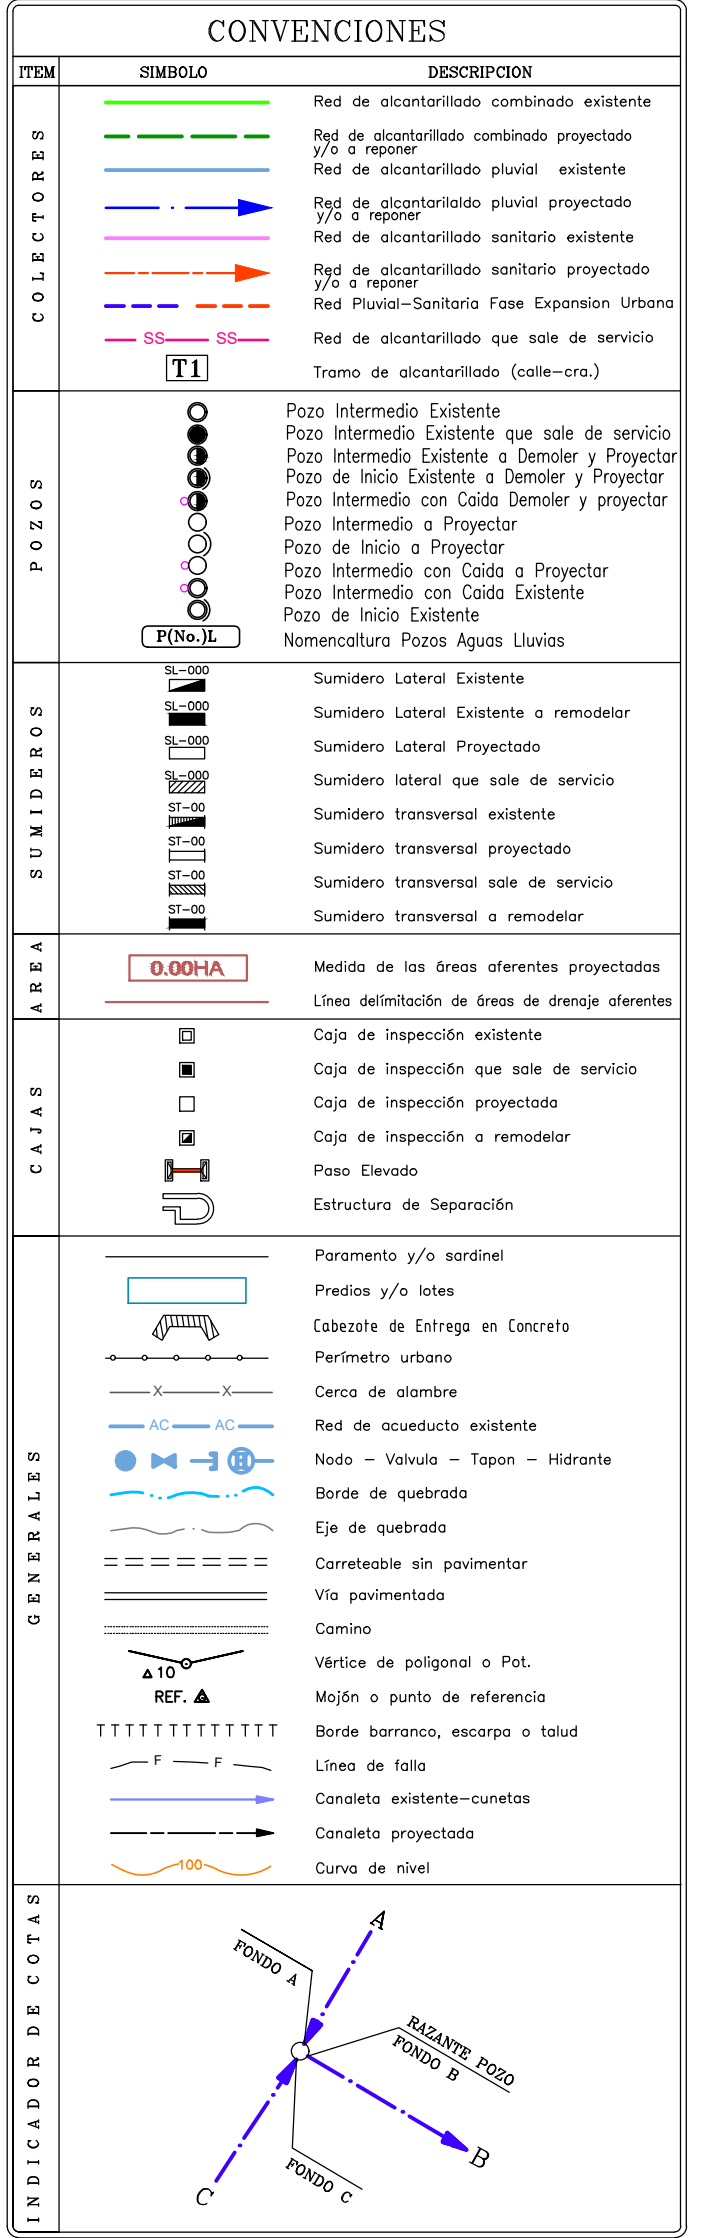 CONVENCIONES
ITEM SIMBOLO DESCRIPCION
COLECTORES
Red de alcantarillado combinado existente
Red de alcantarillado combinado proyectado
y/o a reponer
Red de alcantarillado pluvial existente
Red de alcantarilaldo pluvial proyectado
y/o a reponer
Red de alcantarillado sanitario existente
Red de alcantarillado sanitario proyectado
y/o a reponer
Red Pluvial-Sanitaria Fase Expansion Urbana
SS SS Red de alcantarillado que sale de servicio
T1 Tramo de alcantarillado (calle-cra.)
POZOS
Pozo Intermedio Existente
Pozo Intermedio Existente que sale de servicio
Pozo Intermedio Existente a Demoler y Proyectar
Pozo de Inicio Existente a Demoler y Proyectar
Pozo Intermedio con Caida Demoler y proyectar
Pozo Intermedio a Proyectar
Pozo de Inicio a Proyectar
Pozo Intermedio con Caida a Proyectar
Pozo Intermedio con Caida Existente
Pozo de Inicio Existente
P(No.)L Nomencaltura Pozos Aguas Lluvias
SUMIDEROS
SL-000 Sumidero Lateral Existente
SL-000 Sumidero Lateral Existente a remodelar
SL-000 Sumidero Lateral Proyectado
SL-000 Sumidero lateral que sale de servicio
ST-00 Sumidero transversal existente
ST-00 Sumidero transversal proyectado
ST-00 Sumidero transversal sale de servicio
ST-00 Sumidero transversal a remodelar
AREA
0.00HA Medida de las áreas aferentes proyectadas
Línea delímitación de áreas de drenaje aferentes
CAJAS
Caja de inspección existente
Caja de inspección que sale de servicio
Caja de inspección proyectada
Caja de inspección a remodelar
Paso Elevado
Estructura de Separación
GENERALES
Paramento y/o sardinel
Predios y/o lotes
Cabezote de Entrega en Concreto
Perímetro urbano
X X Cerca de alambre
AC AC Red de acueducto existente
Nodo - Valvula - Tapon - Hidrante
Borde de quebrada
Eje de quebrada
Carreteable sin pavimentar
Vía pavimentada
Camino
10 Vértice de poligonal o Pot.
REF. Mojón o punto de referencia
Borde barranco, escarpa o talud
F F Línea de falla
Canaleta existente-cunetas
Canaleta proyectada
100 Curva de nivel
INDICADOR DE COTAS
A
FONDO A
RAZANTE POZO
FONDO B
B
FONDO C
C